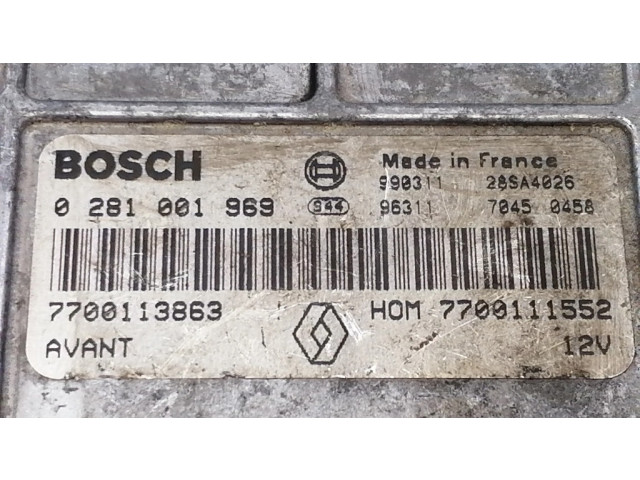 BOSCH
Made in France
990311 28SA4026
0 281 001 969 944 96311 7045 0458
7700113863 HOM 7700111552
AVANT 12V